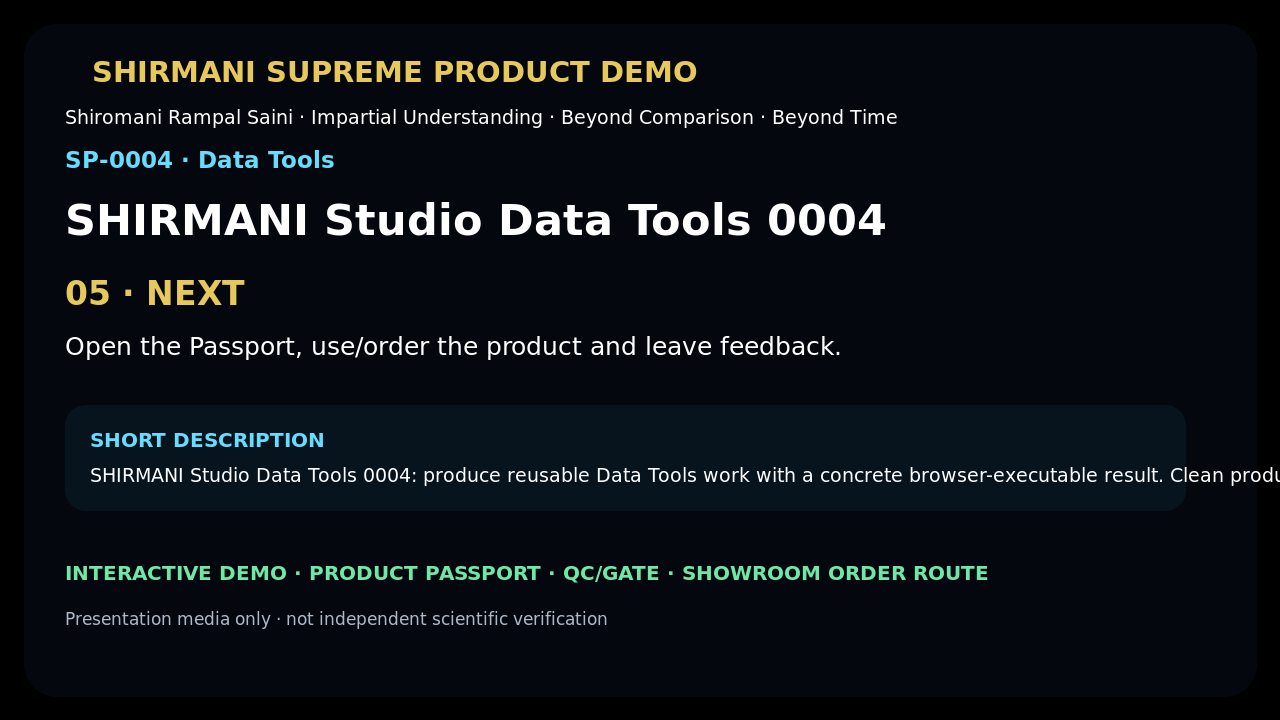 SHIRMANI SUPREME PRODUCT DEMO
Shiromani Rampal Saini · Impartial Understanding · Beyond Comparison · Beyond Time
SP-0004 · Data Tools
SHIRMANI Studio Data Tools 0004
05 · NEXT
Open the Passport, use/order the product and leave feedback.
SHORT DESCRIPTION
SHIRMANI Studio Data Tools 0004: produce reusable Data Tools work with a concrete browser-executable result. Clean
INTERACTIVE DEMO · PRODUCT PASSPORT · QC/GATE · SHOWROOM ORDER ROUTE
Presentation media only · not independent scientific verification